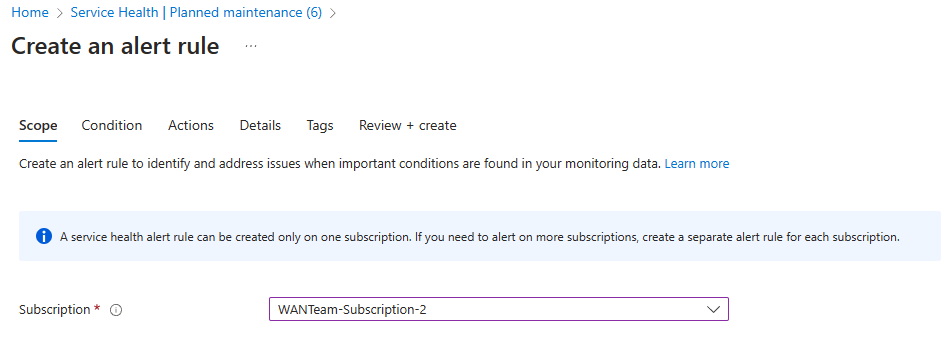 Home > Service Health | Planned maintenance (6) >
Create an alert rule ...
Scope Condition Actions Details Tags Review + create
Create an alert rule to identify and address issues when important conditions are found in your monitoring data. Learn more
A service health alert rule can be created only on one subscription. If you need to alert on more subscriptions, create a separate alert rule for each subscription.
Subscription * WANTeam-Subscription-2